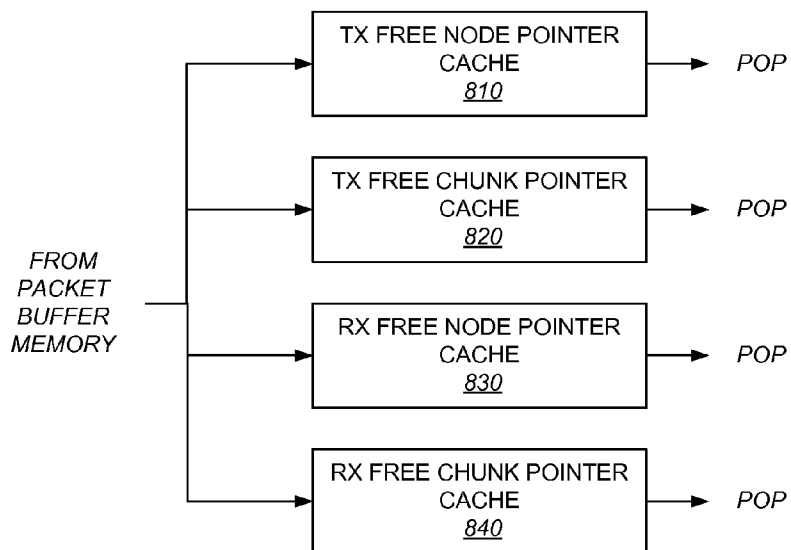 TX FREE NODE POINTER
CACHE
810
POP
TX FREE CHUNK POINTER
CACHE
820
POP
FROM
PACKET
BUFFER
MEMORY
RX FREE NODE POINTER
CACHE
830
POP
RX FREE CHUNK POINTER
CACHE
840
POP